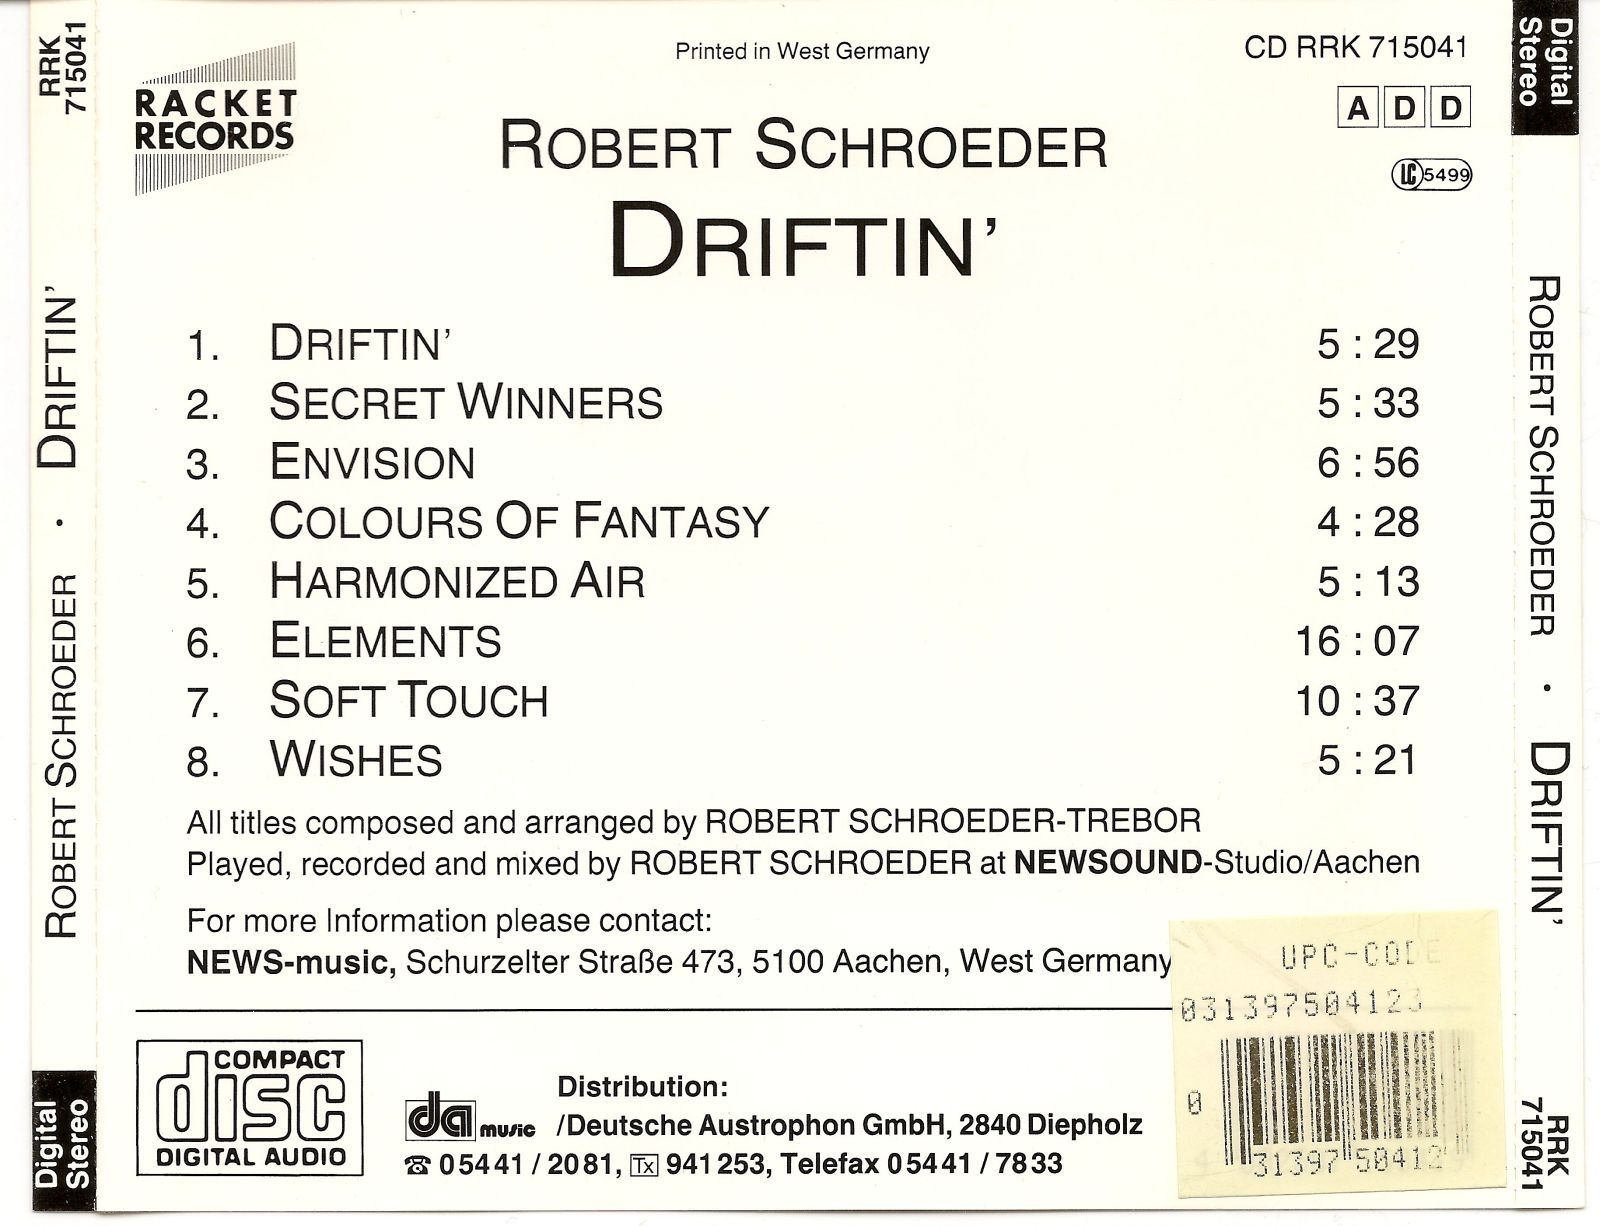 RRK
715041
DRIFTIN'
•
ROBERT SCHROEDER
Digital
Stereo
RACKET
RECORDS
Printed in West Germany
CD RRK 715041
A D D
LC 5499
ROBERT SCHROEDER
DRIFTIN'
1. DRIFTIN' 5 : 29
2. SECRET WINNERS 5 : 33
3. ENVISION 6 : 56
4. COLOURS OF FANTASY 4 : 28
5. HARMONIZED AIR 5 : 13
6. ELEMENTS 16 : 07
7. SOFT TOUCH 10 : 37
8. WISHES 5 : 21
All titles composed and arranged by ROBERT SCHROEDER-TREBOR
Played, recorded and mixed by ROBERT SCHROEDER at NEWSOUND-Studio/Aachen
For more Information please contact:
NEWS-music, Schurzelter Straße 473, 5100 Aachen, West Germany
COMPACT
disc
DIGITAL AUDIO
da music
Distribution:
/Deutsche Austrophon GmbH, 2840 Diepholz
☎ 05441 / 2081, Tx 941253, Telefax 05441 / 7833
UPC-CODE
031397504123
0
31397 50412
Digital
Stereo
ROBERT SCHROEDER
•
DRIFTIN'
RRK
715041